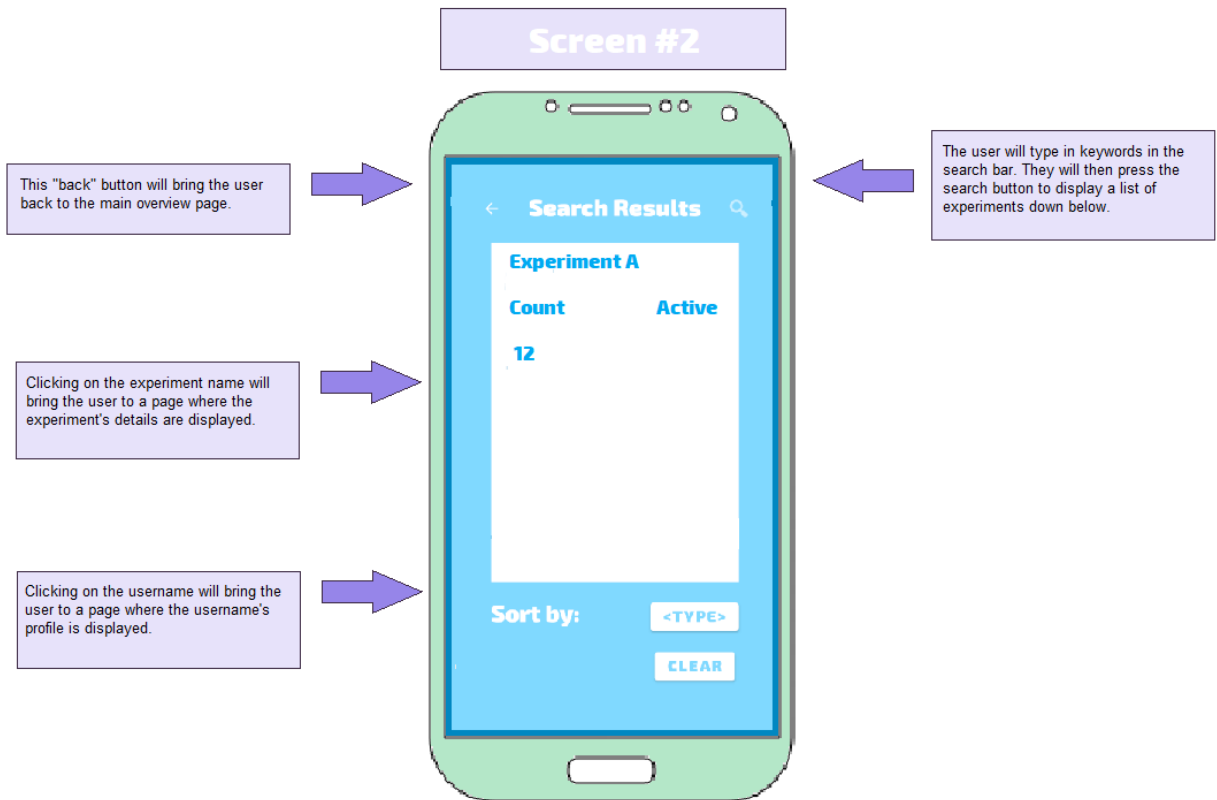 Screen #2
This "back" button will bring the user
back to the main overview page.
The user will type in keywords in the
search bar. They will then press the
search button to display a list of
experiments down below.
Search Results
Experiment A
Count Active
12
Clicking on the experiment name will
bring the user to a page where the
experiment's details are displayed.
Clicking on the username will bring the
user to a page where the username's
profile is displayed.
Sort by: <TYPE>
CLEAR